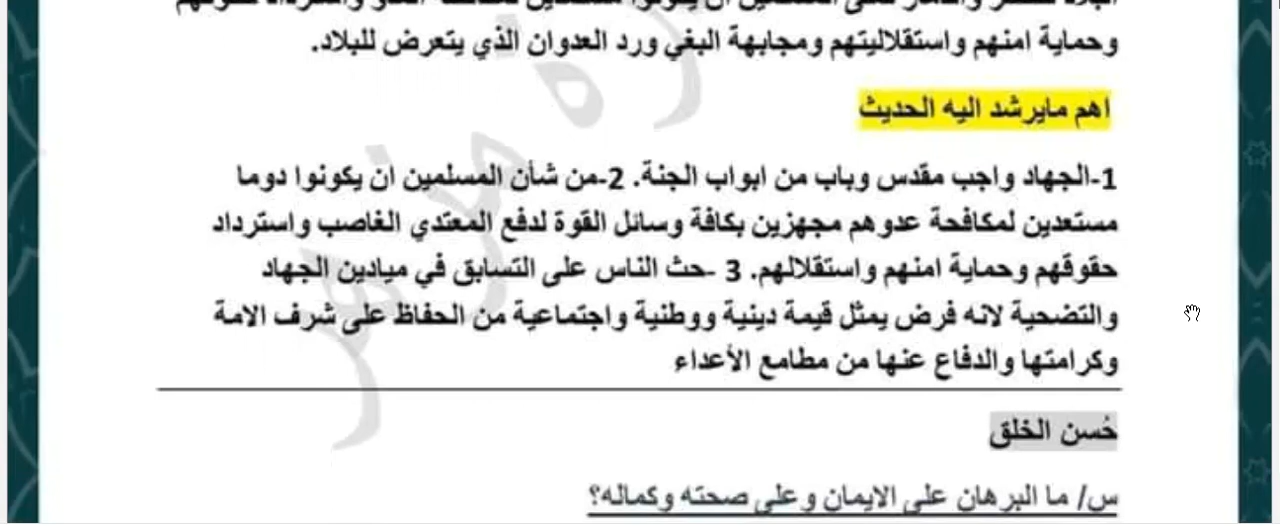 وحماية امنهم واستقلاليتهم ومجابهة البغي ورد العدوان الذي يتعرض للبلاد.
اهم مايرشد اليه الحديث
1-الجهاد واجب مقدس وباب من ابواب الجنة. 2-من شأن المسلمين ان يكونوا دوما
مستعدين لمكافحة عدوهم مجهزين بكافة وسائل القوة لدفع المعتدي الغاصب واسترداد
حقوقهم وحماية امنهم واستقلالهم. 3 -حث الناس على التسابق في ميادين الجهاد
والتضحية لانه فرض يمثل قيمة دينية ووطنية واجتماعية من الحفاظ على شرف الامة
وكرامتها والدفاع عنها من مطامع الأعداء
حُسن الخلق
س/ ما البرهان على الايمان وعلى صحته وكماله؟